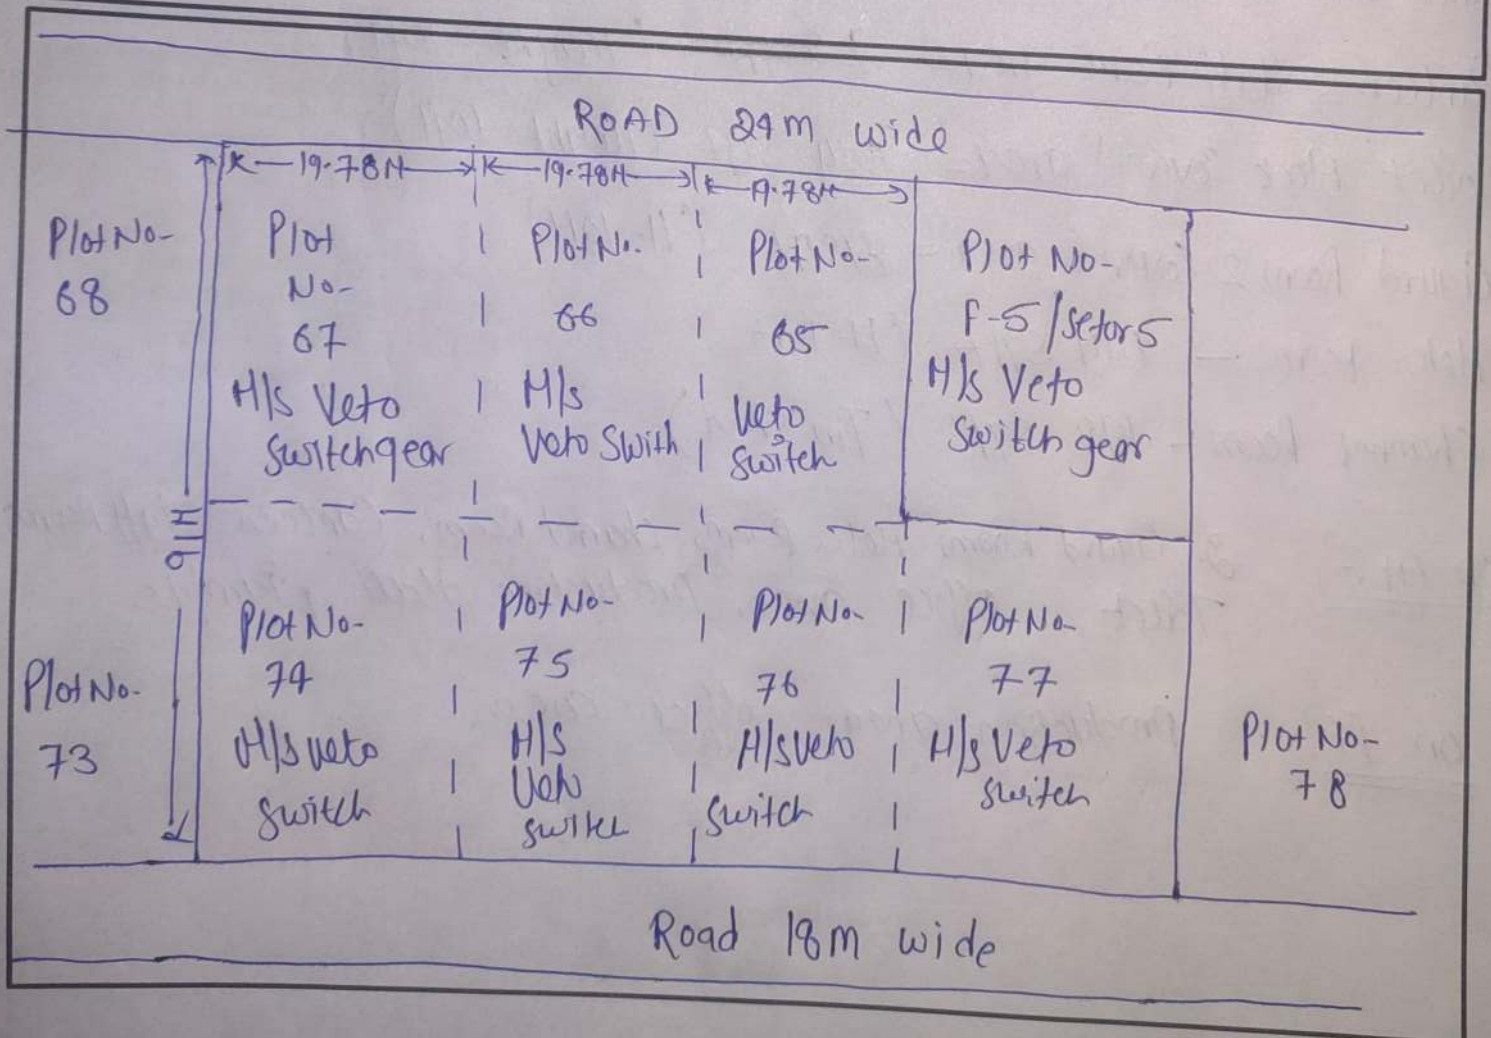 ROAD 24m wide
19.78M 19.78M 19.78M
Plot No-
68
Plot
No-
67
M/s Veto
Switchgear
Plot No.
66
M/s
Veto Swith
Plot No-
65
Veto
Switch
Plot No-
F-5/Setor5
M/s Veto
Switch gear
91M
Plot No-
73
Plot No-
74
M/s veto
Switch
Plot No-
75
M/s
Veto
Plot No-
76
M/s veto
Switch
Plot No-
77
M/s Veto
Switch
Plot No-
78
Road 18m wide